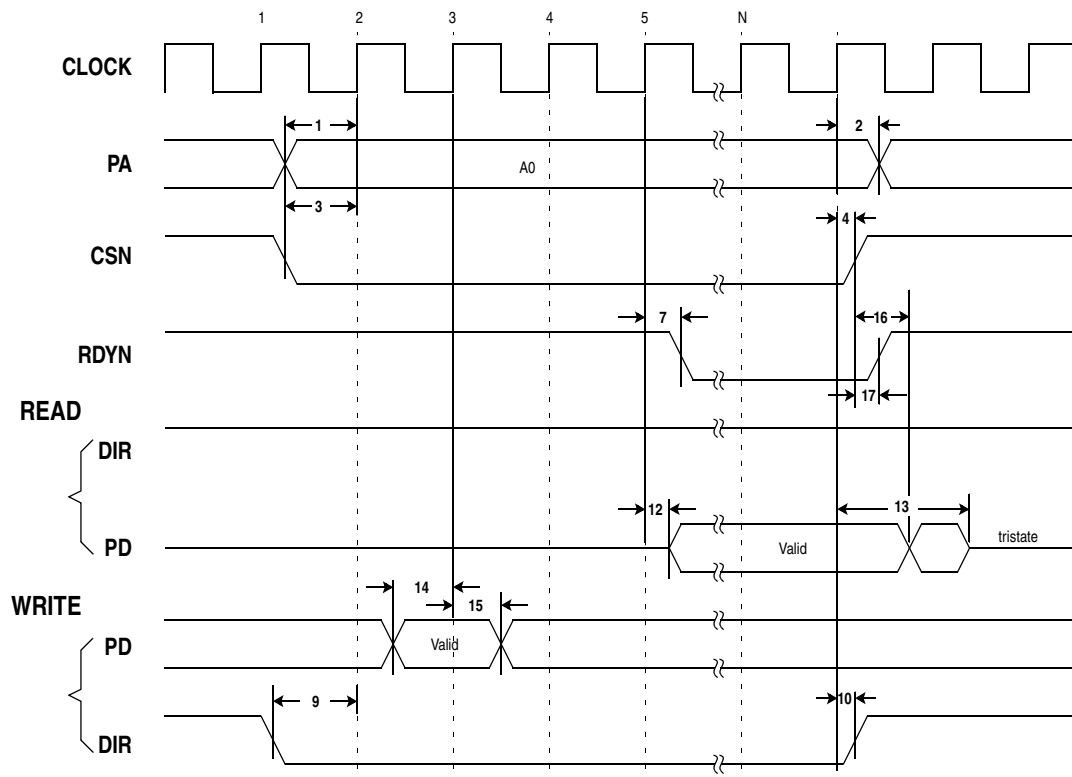 1 2 3 4 5 N
CLOCK
1 2
PA A0
3 4
CSN
7 16
RDYN
17
READ
DIR
12 13
PD Valid tristate
14
WRITE 15
PD Valid
9 10
DIR